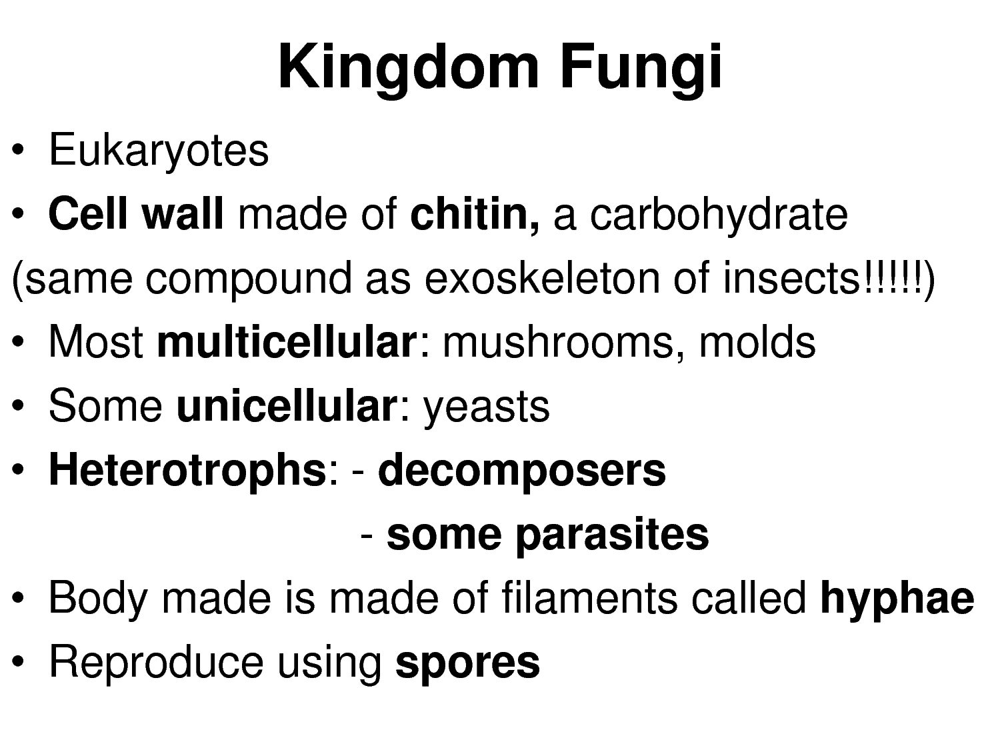 Kingdom Fungi
• Eukaryotes
• Cell wall made of chitin, a carbohydrate
(same compound as exoskeleton of insects!!!!!)
• Most multicellular: mushrooms, molds
• Some unicellular: yeasts
• Heterotrophs: - decomposers
- some parasites
• Body made is made of filaments called hyphae
• Reproduce using spores